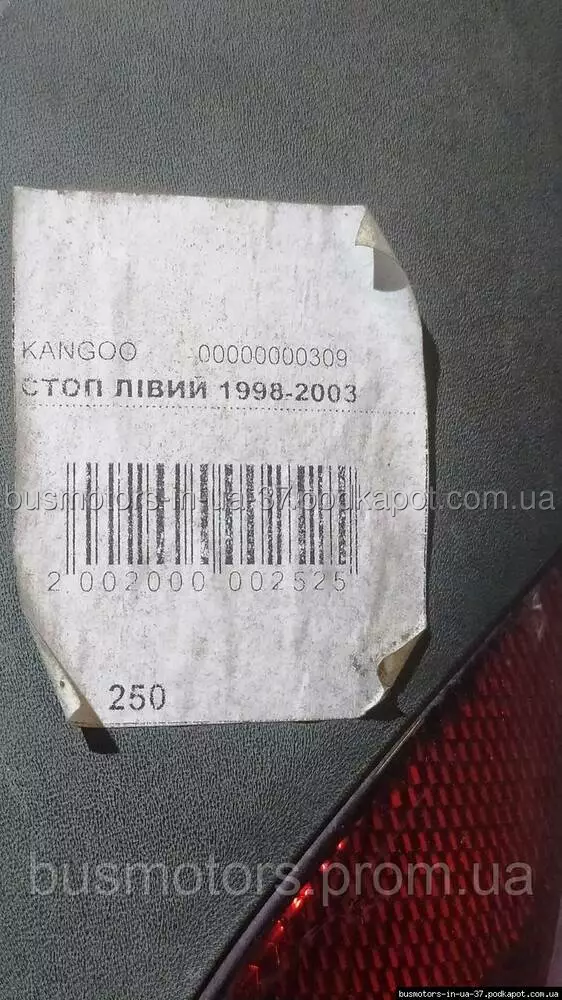 KANGOO 00000000309
СТОП ЛІВИЙ 1998-2003
busmotors-in-ua-37.podkapot.com.ua
2 002000 002525
250
busmotors.prom.ua
busmotors-in-ua-37.podkapot.com.ua